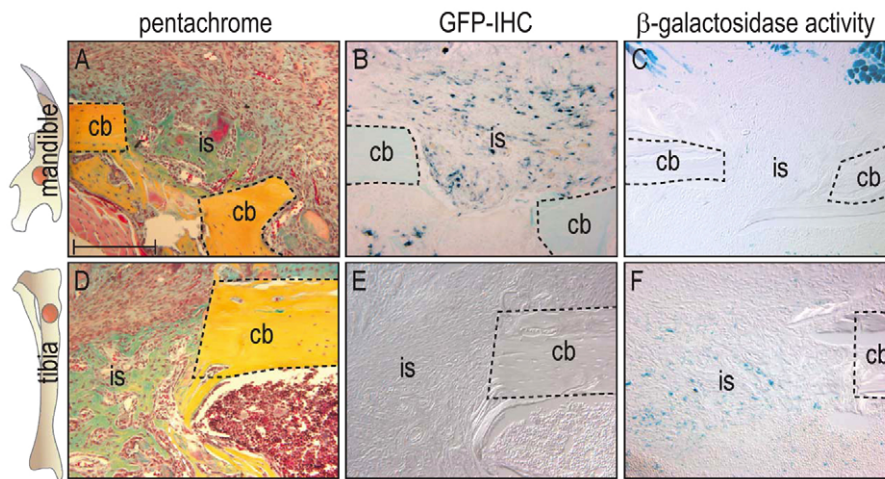 pentachrome GFP-IHC β-galactosidase activity
mandible
A
cb
is
cb
B
cb
is
cb
C
cb
is
cb
tibia
D
cb
is
E
cb
is
F
cb
is